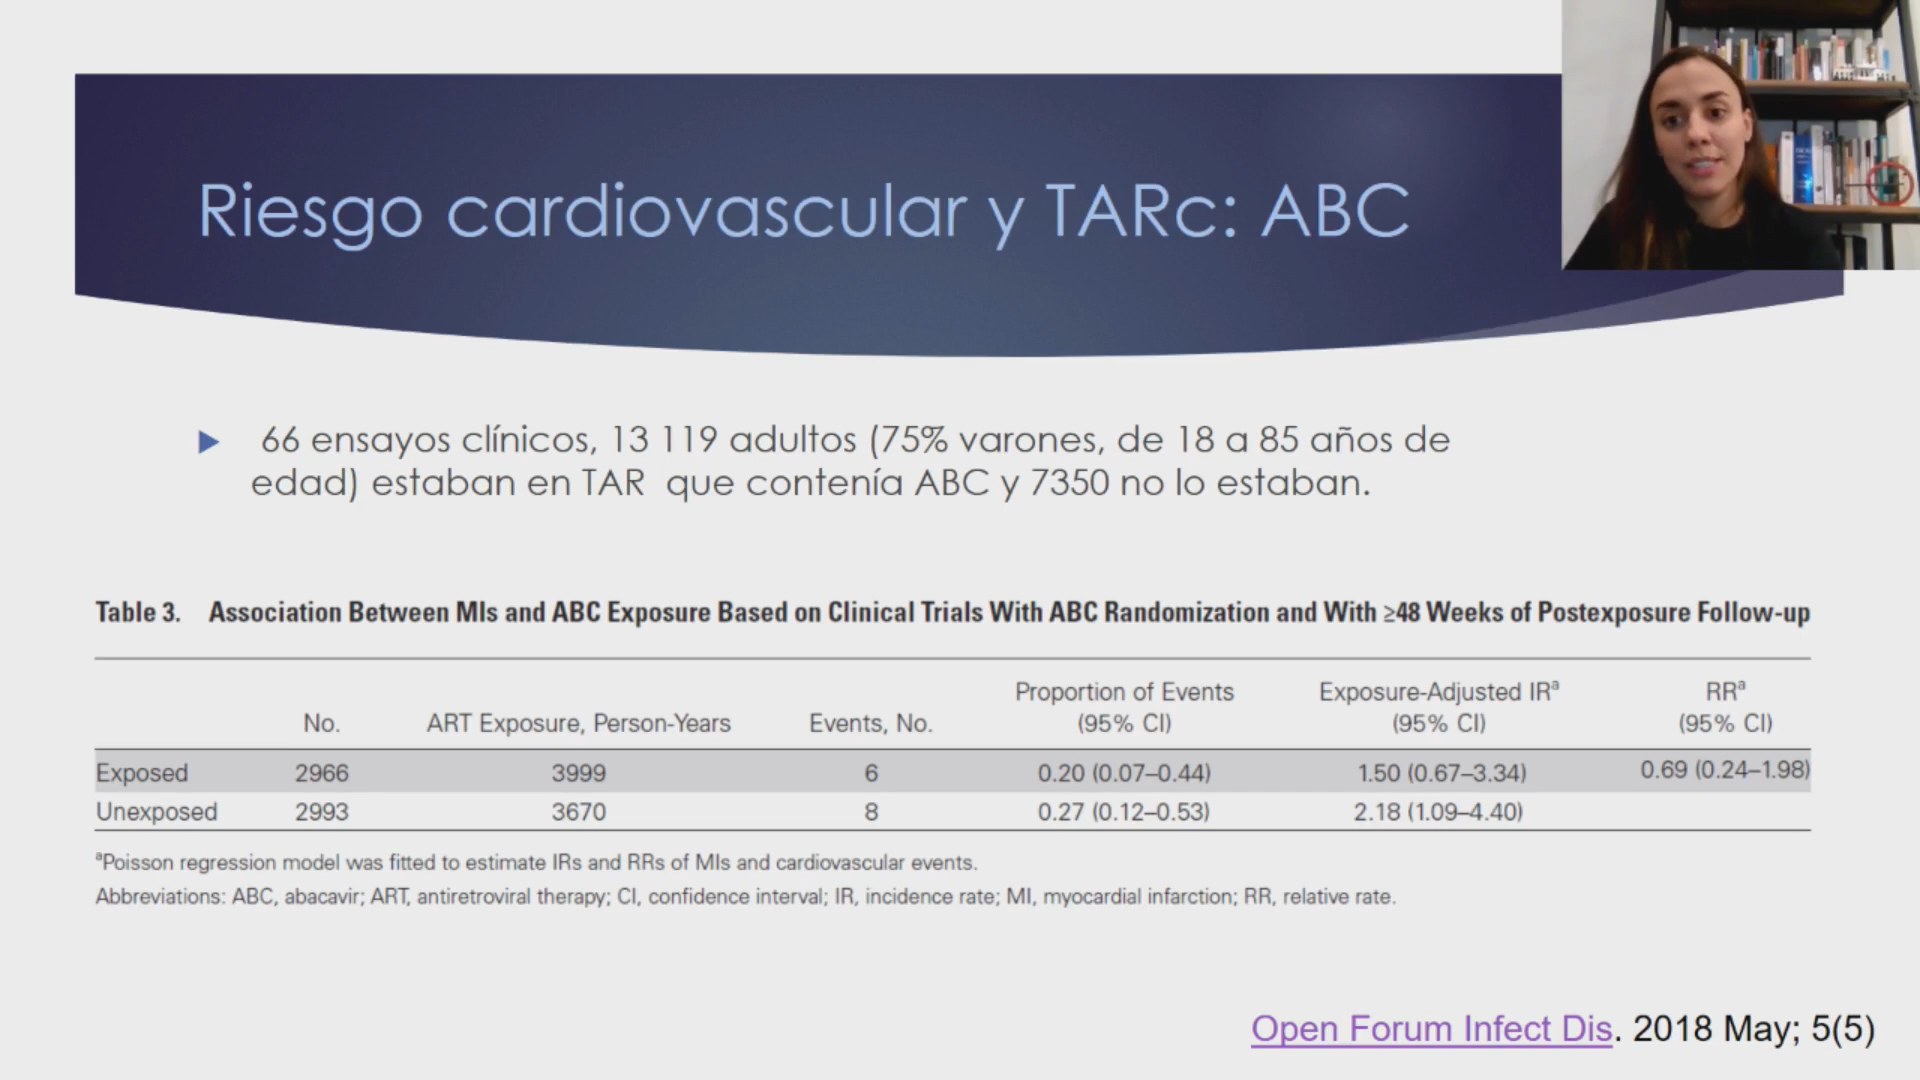 Riesgo cardiovascular y TARc: ABC
66 ensayos clínicos, 13 119 adultos (75% varones, de 18 a 85 años de
edad) estaban en TAR que contenía ABC y 7350 no lo estaban.
Table 3. Association Between MIs and ABC Exposure Based on Clinical Trials With ABC Randomization and With ≥48 Weeks of Postexposure Follow-up
No. ART Exposure, Person-Years Events, No. Proportion of Events (95% CI) Exposure-Adjusted IRᵃ (95% CI) RRᵃ (95% CI)
Exposed 2966 3999 6 0.20 (0.07–0.44) 1.50 (0.67–3.34) 0.69 (0.24–1.98)
Unexposed 2993 3670 8 0.27 (0.12–0.53) 2.18 (1.09–4.40)
ᵃPoisson regression model was fitted to estimate IRs and RRs of MIs and cardiovascular events.
Abbreviations: ABC, abacavir; ART, antiretroviral therapy; CI, confidence interval; IR, incidence rate; MI, myocardial infarction; RR, relative rate.
Open Forum Infect Dis. 2018 May; 5(5)